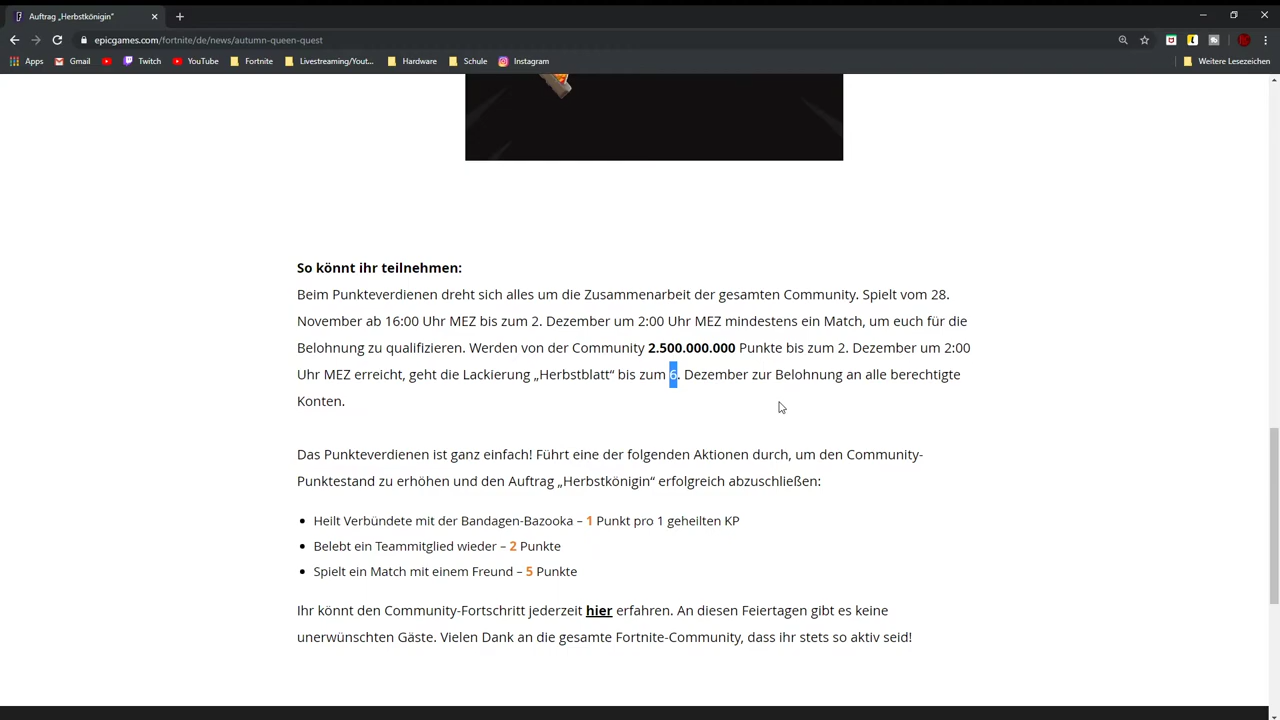 Auftrag „Herbstkönigin"
epicgames.com/fortnite/de/news/autumn-queen-quest
Apps Gmail Twitch YouTube Fortnite Livestreaming/Yout... Hardware Schule Instagram Weitere Lesezeichen
So könnt ihr teilnehmen:
Beim Punkteverdienen dreht sich alles um die Zusammenarbeit der gesamten Community. Spielt vom 28.
November ab 16:00 Uhr MEZ bis zum 2. Dezember um 2:00 Uhr MEZ mindestens ein Match, um euch für die
Belohnung zu qualifizieren. Werden von der Community 2.500.000.000 Punkte bis zum 2. Dezember um 2:00
Uhr MEZ erreicht, geht die Lackierung „Herbstblatt“ bis zum 6. Dezember zur Belohnung an alle berechtigte
Konten.
Das Punkteverdienen ist ganz einfach! Führt eine der folgenden Aktionen durch, um den Community-
Punktestand zu erhöhen und den Auftrag „Herbstkönigin“ erfolgreich abzuschließen:
• Heilt Verbündete mit der Bandagen-Bazooka – 1 Punkt pro 1 geheilten KP
• Belebt ein Teammitglied wieder – 2 Punkte
• Spielt ein Match mit einem Freund – 5 Punkte
Ihr könnt den Community-Fortschritt jederzeit hier erfahren. An diesen Feiertagen gibt es keine
unerwünschten Gäste. Vielen Dank an die gesamte Fortnite-Community, dass ihr stets so aktiv seid!